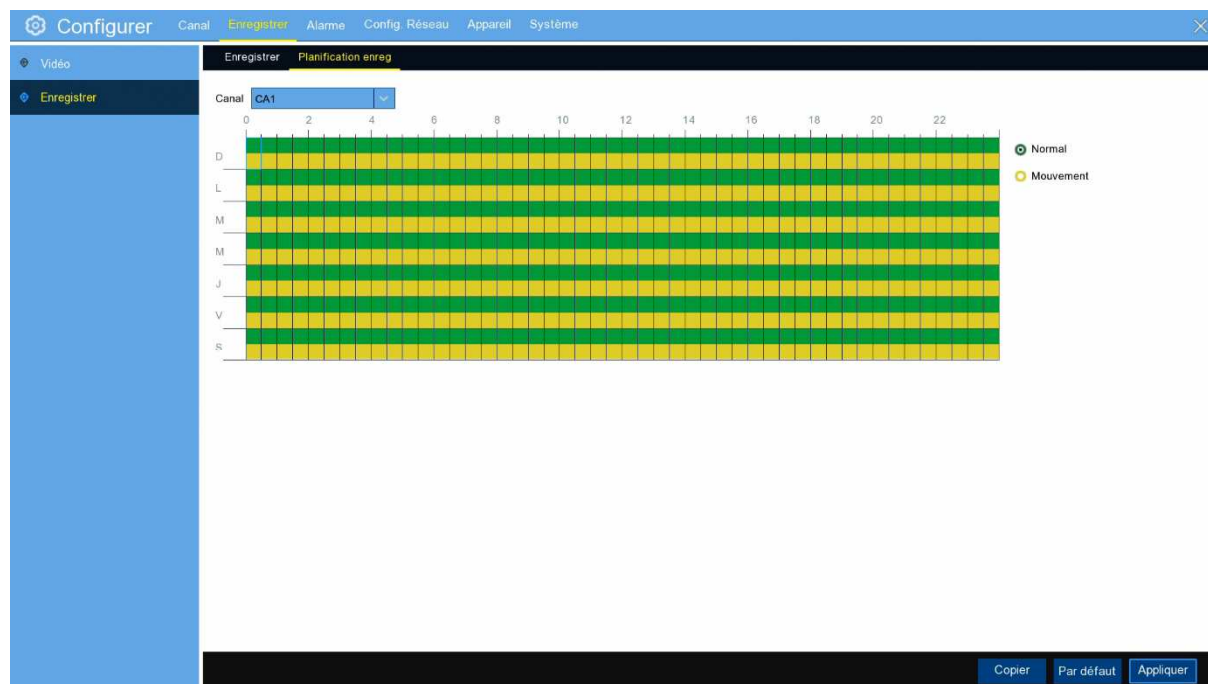 Configurer Canal Enregistrer Alarme Config. Réseau Appareil Système
Vidéo
Enregistrer
Enregistrer Planification enreg
Canal CA1
0 2 4 6 8 10 12 14 16 18 20 22
D
L
M
M
J
V
S
Normal
Mouvement
Copier Par défaut Appliquer